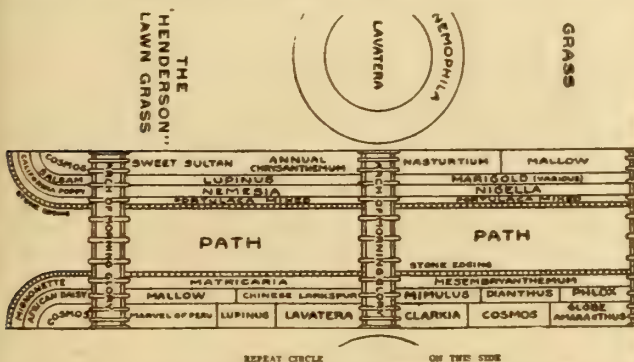 THE
"HENDERSON"
LAWN GRASS
LAVATERA
NEMOPHILA
GRASS
COSMOS
BALSAM
CALIFORNIA POPPY
STONE EDGING
SWEET SULTAN
ANNUAL
CHRYSANTHEMUM
LUPINUS
NEMESIA
PORTULACA MIXED
ARCH OF MORNING GLORY
NASTURTIUM
MALLOW
MARIGOLD (VARIOUS)
NIGELLA
PORTULACA MIXED
ARCH OF MORNING GLORY
PATH
PATH
STONE EDGING
MIGNONETTE
AFRICAN DAISY
COSMOS
MATRICARIA
MALLOW
CHINESE LARKSPUR
MARVEL OF PERU
LUPINUS
LAVATERA
MESEMBRYANTHEMUM
MIMULUS
DIANTHUS
PHLOX
CLARKIA
COSMOS
GLOBE
AMARANTHUS
REPEAT CIRCLE
ON THIS SIDE